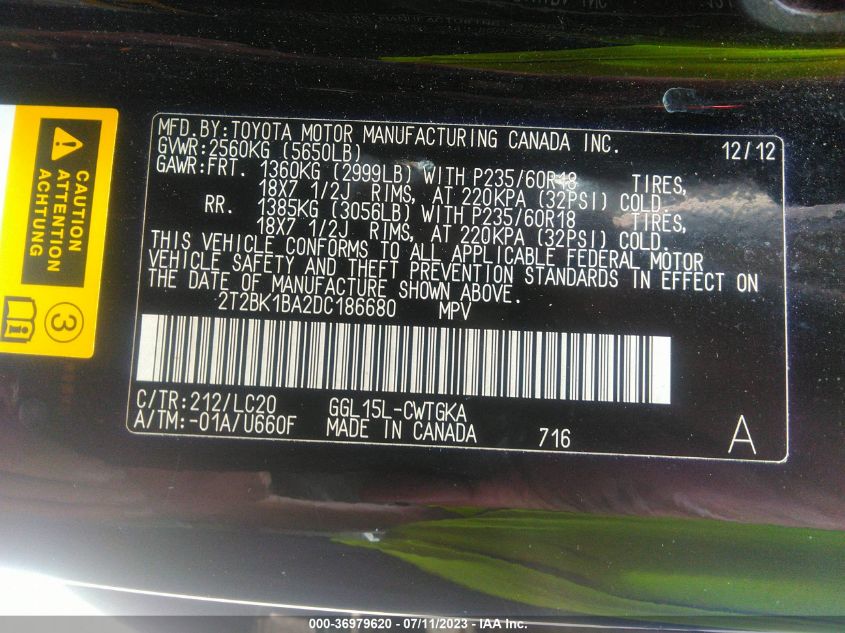 MFD.BY:TOYOTA MOTOR MANUFACTURING CANADA INC. 12/12
GVWR:2560KG (5650LB)
GAWR:FRT. 1360KG (2999LB) WITH P235/60R18 TIRES,
18X7 1/2J RIMS, AT 220KPA (32PSI) COLD.
RR. 1385KG (3056LB) WITH P235/60R18 TIRES,
18X7 1/2J RIMS, AT 220KPA (32PSI) COLD.
THIS VEHICLE CONFORMS TO ALL APPLICABLE FEDERAL MOTOR
VEHICLE SAFETY AND THEFT PREVENTION STANDARDS IN EFFECT ON
THE DATE OF MANUFACTURE SHOWN ABOVE.
2T2BK1BA2DC186680 MPV
C/TR:212/LC20 GGL15L-CWTGKA
A/TM:-01A/U660F MADE IN CANADA 716 A
CAUTION
ATTENTION
ACHTUNG
3
000-36979620 - 07/11/2023 - IAA Inc.